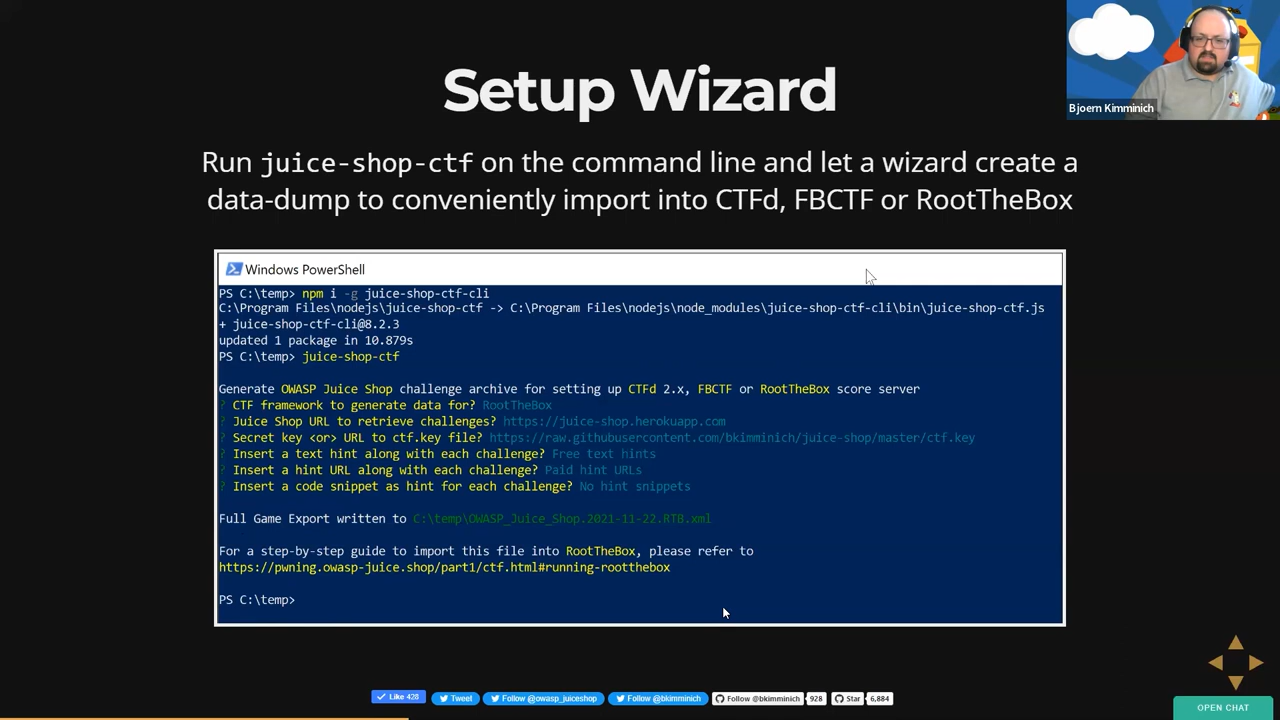 Setup Wizard
Bjoern Kimminich
Run juice-shop-ctf on the command line and let a wizard create a
data-dump to conveniently import into CTFd, FBCTF or RootTheBox
Windows PowerShell
PS C:\temp> npm i -g juice-shop-ctf-cli
C:\Program Files\nodejs\juice-shop-ctf -> C:\Program Files\nodejs\node_modules\juice-shop-ctf-cli\bin\juice-shop-ctf.js
+ juice-shop-ctf-cli@8.2.3
updated 1 package in 10.879s
PS C:\temp> juice-shop-ctf
Generate OWASP Juice Shop challenge archive for setting up CTFd 2.x, FBCTF or RootTheBox score server
? CTF framework to generate data for? RootTheBox
? Juice Shop URL to retrieve challenges? https://juice-shop.herokuapp.com
? Secret key <or> URL to ctf.key file? https://raw.githubusercontent.com/bkimminich/juice-shop/master/ctf.key
? Insert a text hint along with each challenge? Free text hints
? Insert a hint URL along with each challenge? Paid hint URLs
? Insert a code snippet as hint for each challenge? No hint snippets
Full Game Export written to C:\temp\OWASP_Juice_Shop.2021-11-22.RTB.xml
For a step-by-step guide to import this file into RootTheBox, please refer to
https://pwning.owasp-juice.shop/part1/ctf.html#running-rootthebox
PS C:\temp>
Like 428 Tweet Follow @owasp_juiceshop Follow @bkimminich Follow @bkimminich 928 Star 6,884
OPEN CHAT